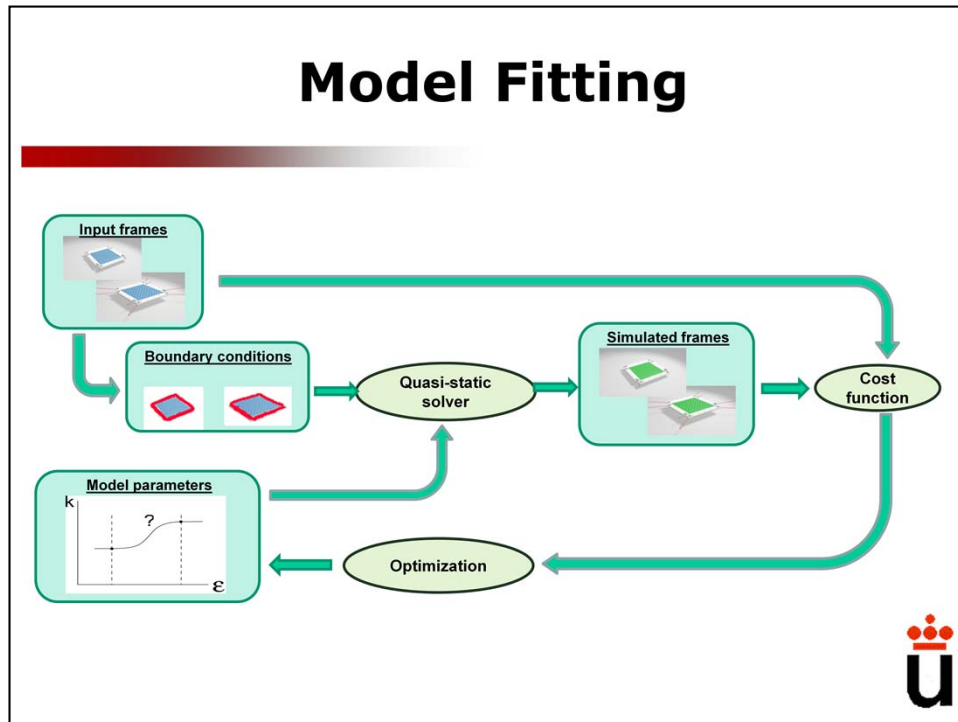 Model Fitting
Input frames
Boundary conditions
Quasi-static
solver
Simulated frames
Cost
function
Model parameters
k
?
ε
Optimization
u